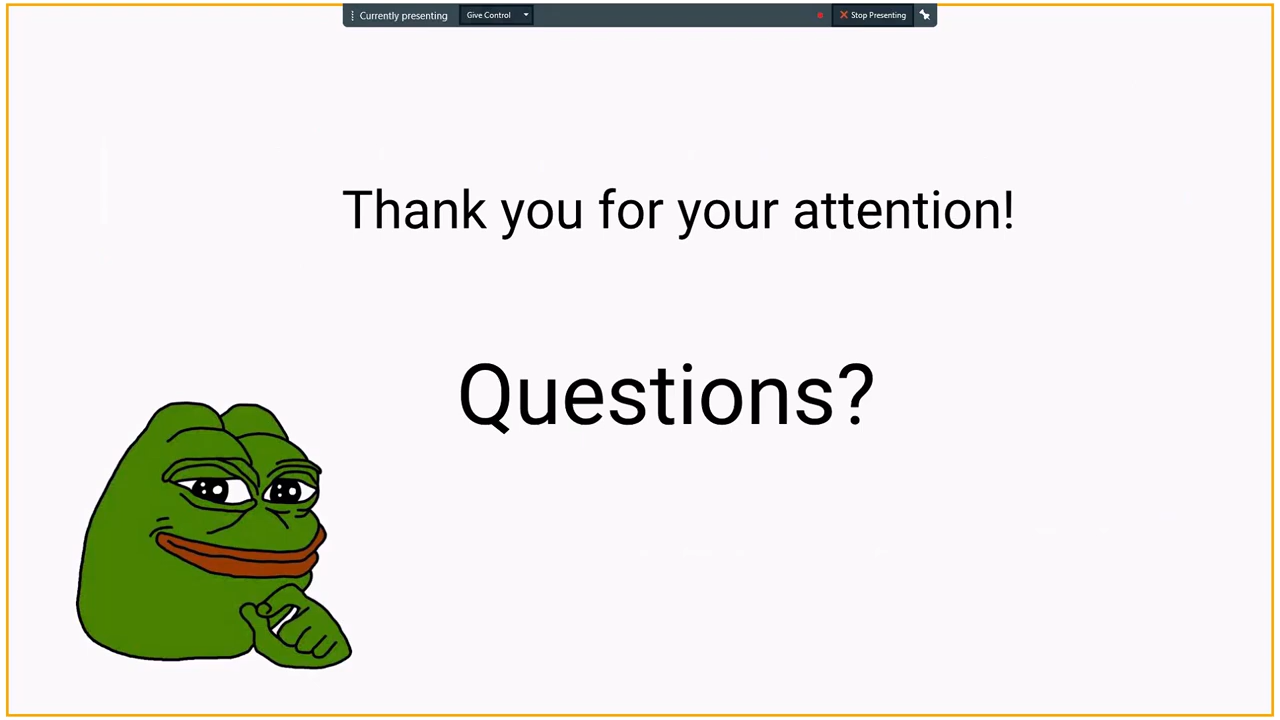 Currently presenting Give Control Stop Presenting
Thank you for your attention!
Questions?